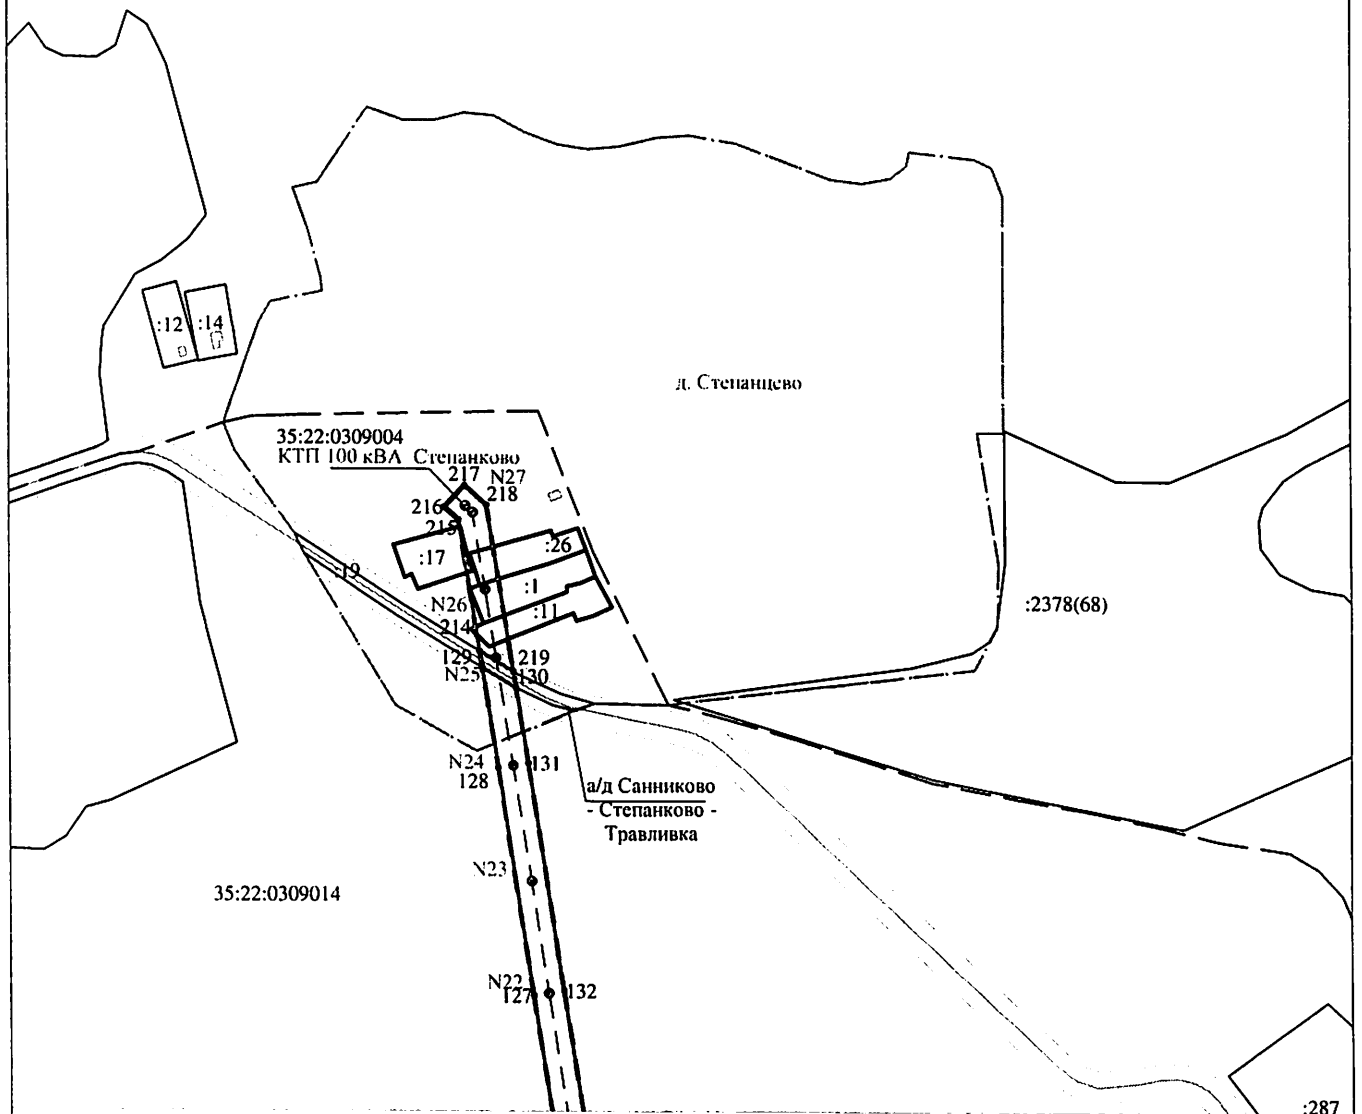 :12
:14
д. Степанцево
35:22:0309004
КТП 100 кВА Степанково
217
N27
218
216
215
:26
:17
:19
:1
N26
:11
:2378(68)
214
129
219
N25
130
N24
131
128
а/д Санниково
- Степанково -
Травливка
N23
35:22:0309014
N22
127
132
:287